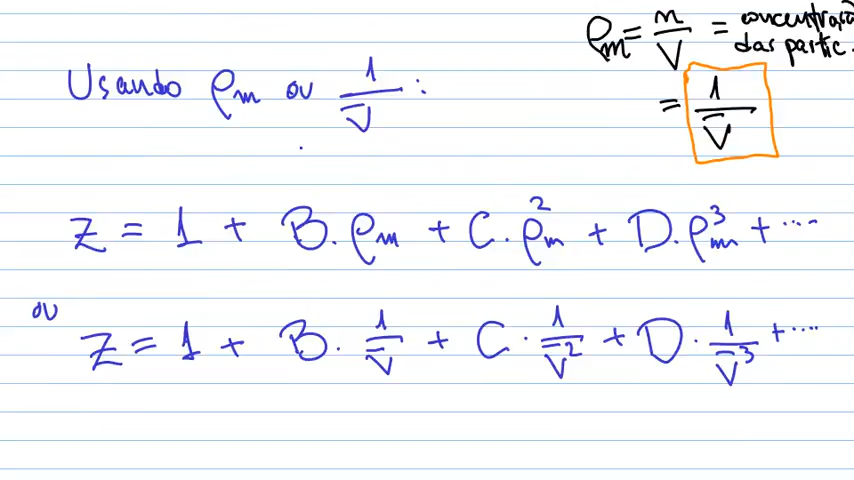 ρm = n/V = concentração
das partic.
= 1/V̄
Usando ρm ou 1/V̄ :
Z = 1 + B.ρm + C.ρm² + D.ρm³ + ....
ou Z = 1 + B. 1/V̄ + C. 1/V̄² + D. 1/V̄³ + ....